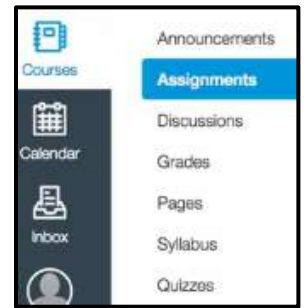 Courses
Calendar
Inbox
Announcements
Assignments
Discussions
Grades
Pages
Syllabus
Quizzes